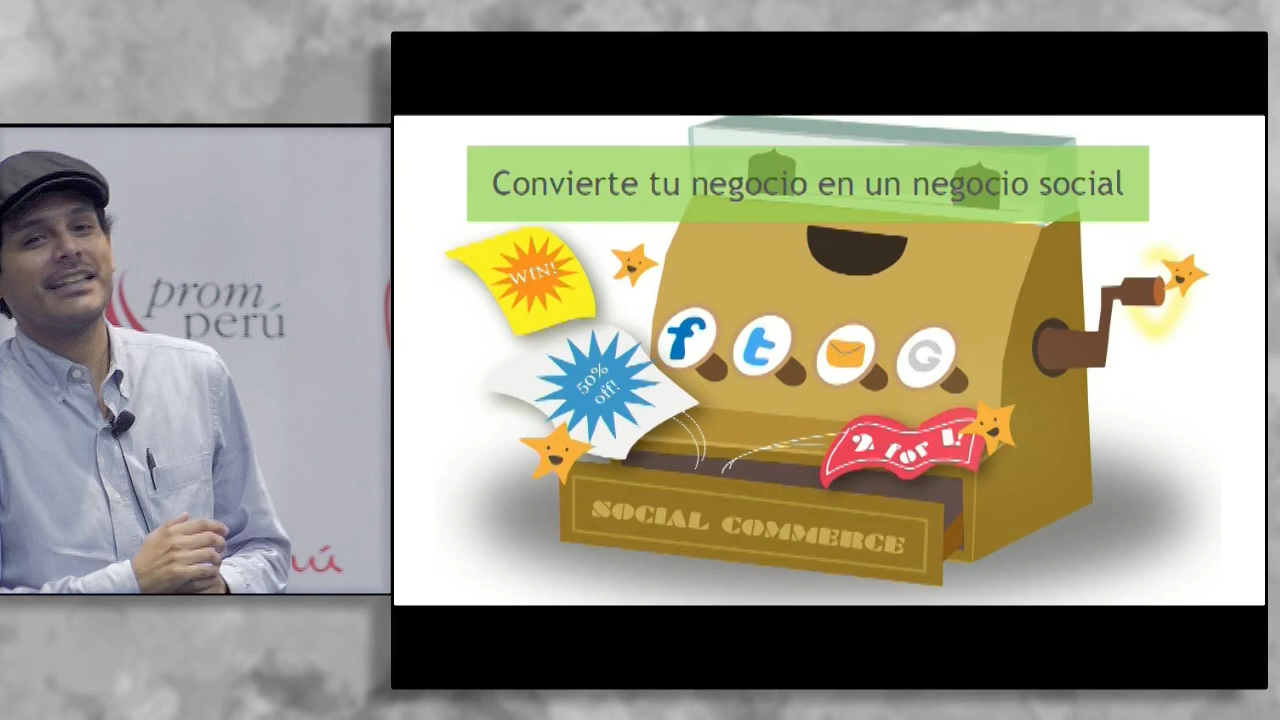 Convierte tu negocio en un negocio social
WIN!
50%
off!
f
t
G
2 for 1!
SOCIAL COMMERCE
prom
perú
ú